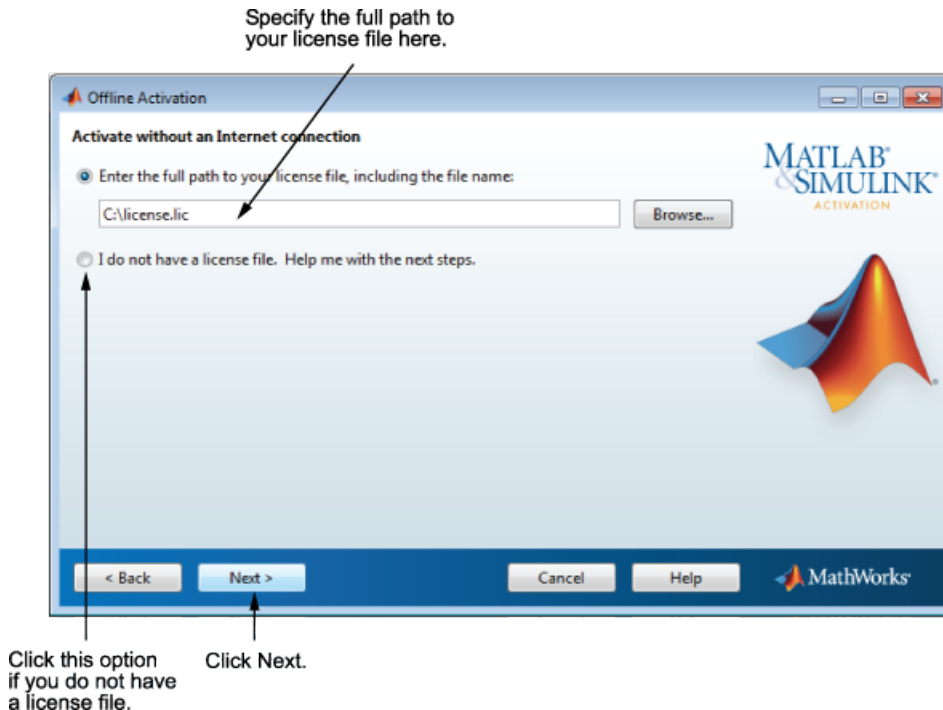 Specify the full path to
your license file here.
Offline Activation
Activate without an Internet connection
Enter the full path to your license file, including the file name:
C:\license.lic
Browse...
I do not have a license file. Help me with the next steps.
MATLAB®
&SIMULINK®
ACTIVATION
< Back
Next >
Cancel
Help
MathWorks®
Click this option
if you do not have
a license file.
Click Next.